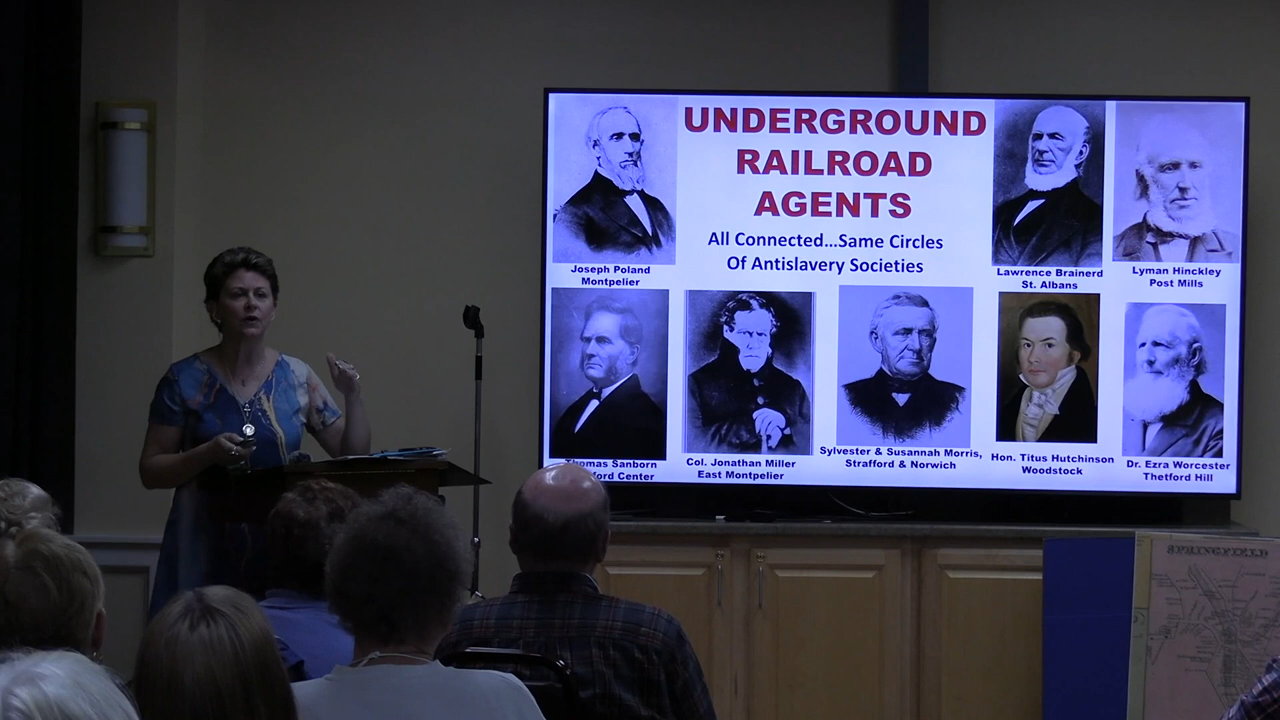 UNDERGROUND
RAILROAD
AGENTS
All Connected...Same Circles
Of Antislavery Societies
Joseph Poland
Montpelier
Lawrence Brainerd
St. Albans
Lyman Hinckley
Post Mills
Thomas Sanborn
ford Center
Col. Jonathan Miller
East Montpelier
Sylvester & Susannah Morris,
Strafford & Norwich
Hon. Titus Hutchinson
Woodstock
Dr. Ezra Worcester
Thetford Hill
SPRINGFIELD